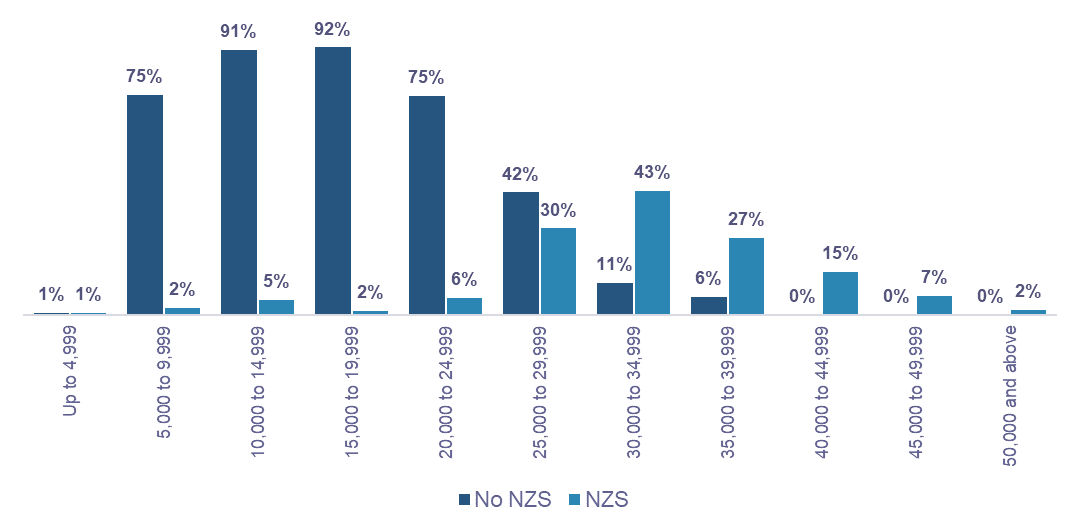 92%
91%
75%
75%
43%
42%
30%
27%
11%
15%
1%
1%
2%
5%
2%
6%
6%
0%
0%
7%
0%
2%
Up to 4,999
5,000 to 9,999
10,000 to 14,999
15,000 to 19,999
20,000 to 24,999
25,000 to 29,999
30,000 to 34,999
35,000 to 39,999
40,000 to 44,999
45,000 to 49,999
50,000 and above
No NZS
NZS